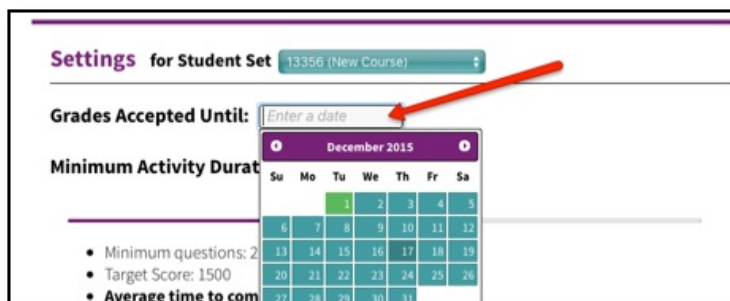 Settings for Student Set 13356 (New Course)
Grades Accepted Until: Enter a date
December 2015
Minimum Activity Durat
Su Mo Tu We Th Fr Sa
1 2 3 4 5
6 7 8 9 10 11 12
13 14 15 16 17 18 19
• Minimum questions: 2
20 21 22 23 24 25 26
• Target Score: 1500
27 28 29 30 31
• Average time to com